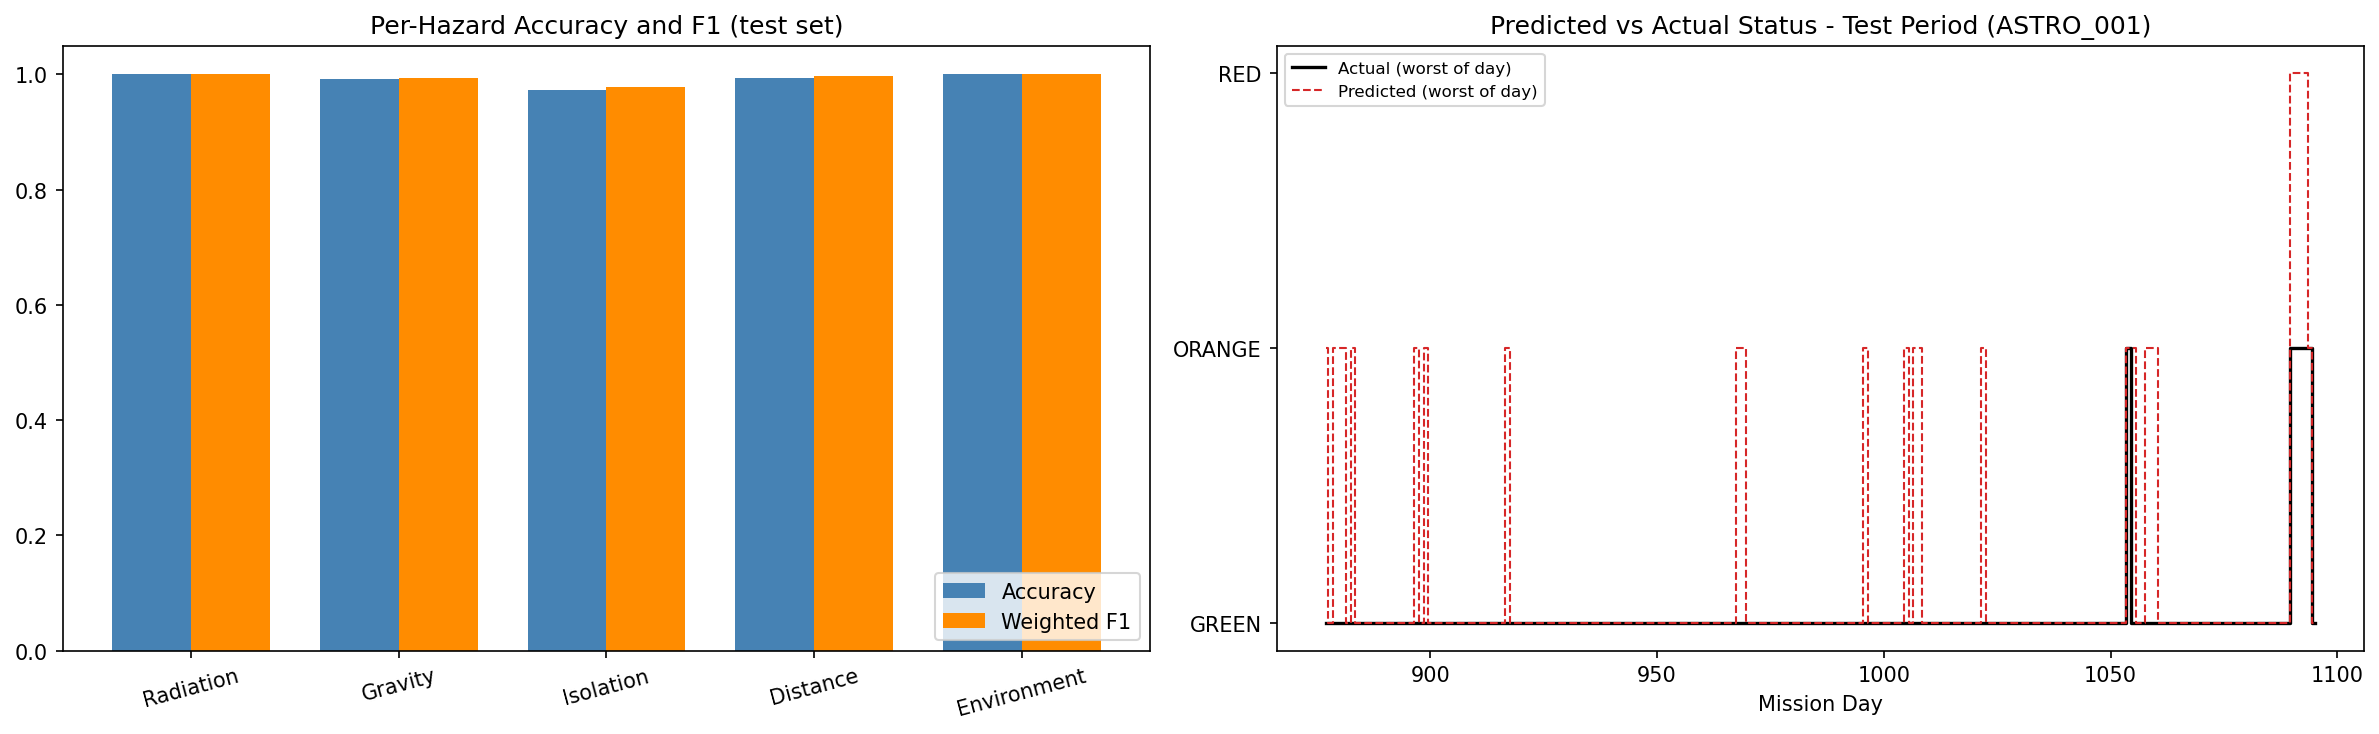 Per-Hazard Accuracy and F1 (test set)
1.0
0.8
0.6
0.4
0.2
0.0
Radiation
Gravity
Isolation
Distance
Environment
Accuracy
Weighted F1
Predicted vs Actual Status - Test Period (ASTRO_001)
Actual (worst of day)
Predicted (worst of day)
RED
ORANGE
GREEN
900
950
1000
1050
1100
Mission Day